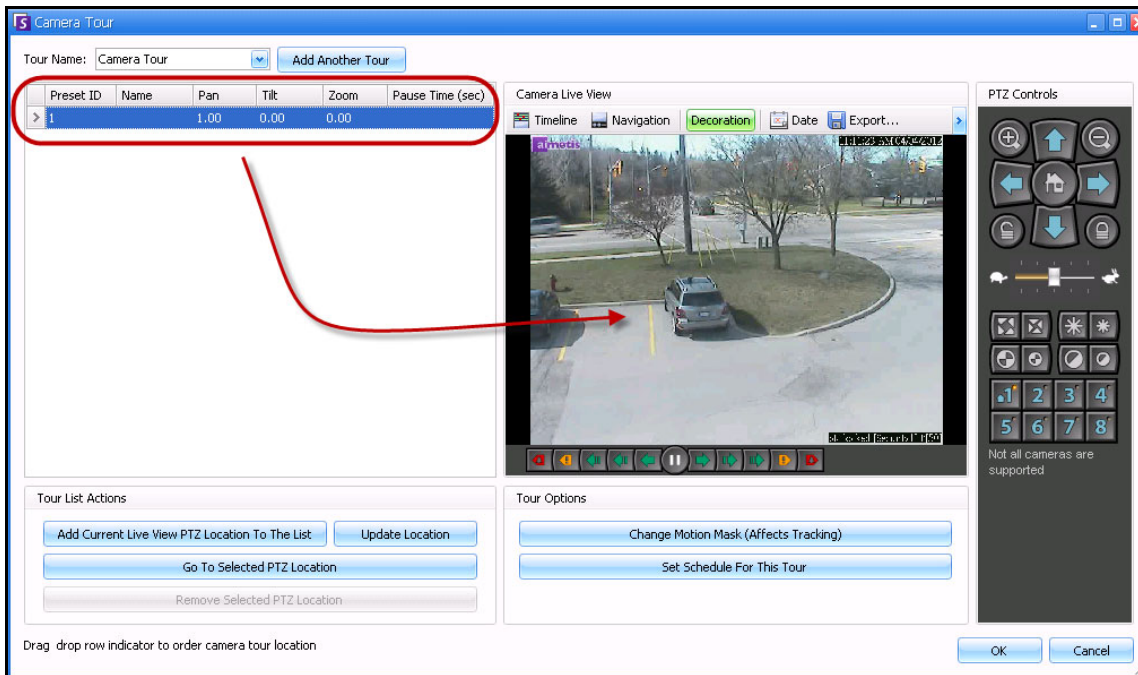 Camera Tour
Tour Name: Camera Tour Add Another Tour
Preset ID Name Pan Tilt Zoom Pause Time (sec)
1 1.00 0.00 0.00
Camera Live View
Timeline Navigation Decoration Date Export...
aimetis
04/04/2012
PTZ Controls
1 2 3 4
5 6 7 8
Not all cameras are
supported
Tour List Actions
Add Current Live View PTZ Location To The List Update Location
Go To Selected PTZ Location
Remove Selected PTZ Location
Tour Options
Change Motion Mask (Affects Tracking)
Set Schedule For This Tour
Drag drop row indicator to order camera tour location
OK Cancel